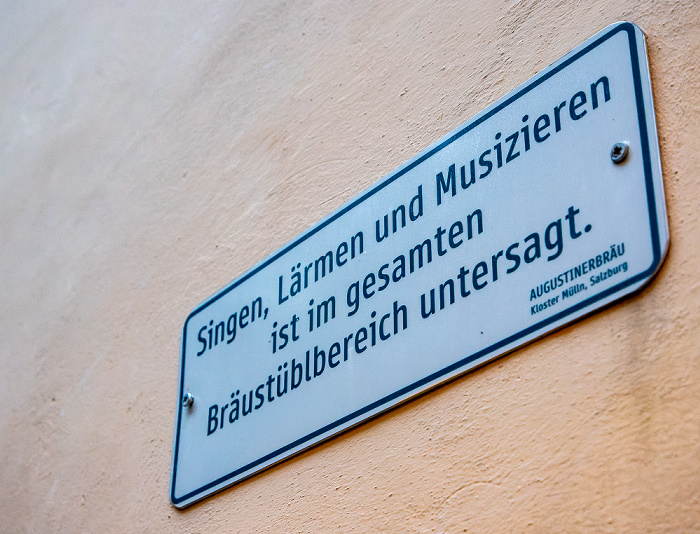 Singen, Lärmen und Musizieren
ist im gesamten
Bräustüblbereich untersagt.
AUGUSTINERBRÄU
Kloster Mülln, Salzburg